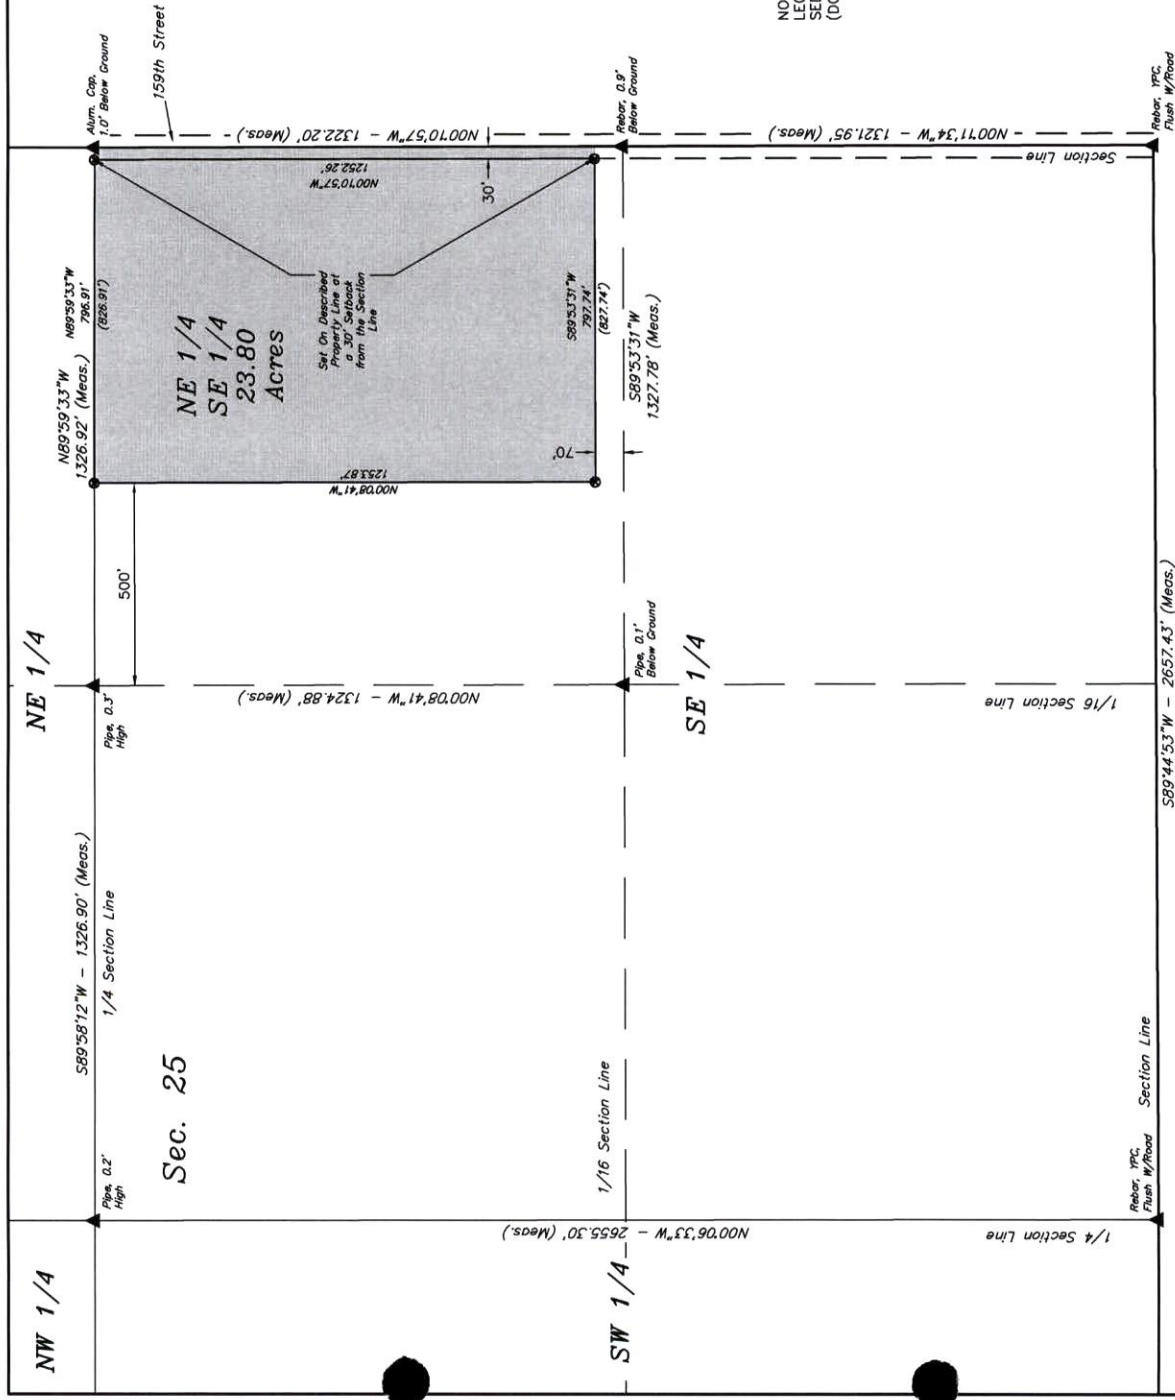 NW 1/4
NE 1/4
SW 1/4
SE 1/4
Sec. 25
S89°58'12"W - 1326.90' (Meas.)
1/4 Section Line
Pipe, 0.2'
High
Pipe, 0.3'
High
N89°59'33"W
1326.92' (Meas.)
N89°59'33"W
796.91'
(826.91')
Alum. Cap,
1.0' Below Ground
159th Street
500'
NE 1/4
SE 1/4
23.80
Acres
Set On Described
Property Line at
a 30' Setback
from the Section
Line
N00°10'57"W
1252.26'
N00°10'57"W - 1322.20' (Meas.)
30'
N00°08'41"W
1253.87'
70'
S89°53'31"W
797.74'
(827.74')
S89°53'31"W
1327.78' (Meas.)
Rebar, 0.9'
Below Ground
N00°08'41"W - 1324.88' (Meas.)
Pipe, 0.1'
Below Ground
1/16 Section Line
1/16 Section Line
N00°11'34"W - 1321.95' (Meas.)
Section Line
Rebar, YPC,
Flush W/Road
N00°06'33"W - 2655.30' (Meas.)
1/4 Section Line
Rebar, YPC,
Flush W/Road
Section Line
S89°44'53"W - 2657.43' (Meas.)
NO
LEG
SEL
(DO